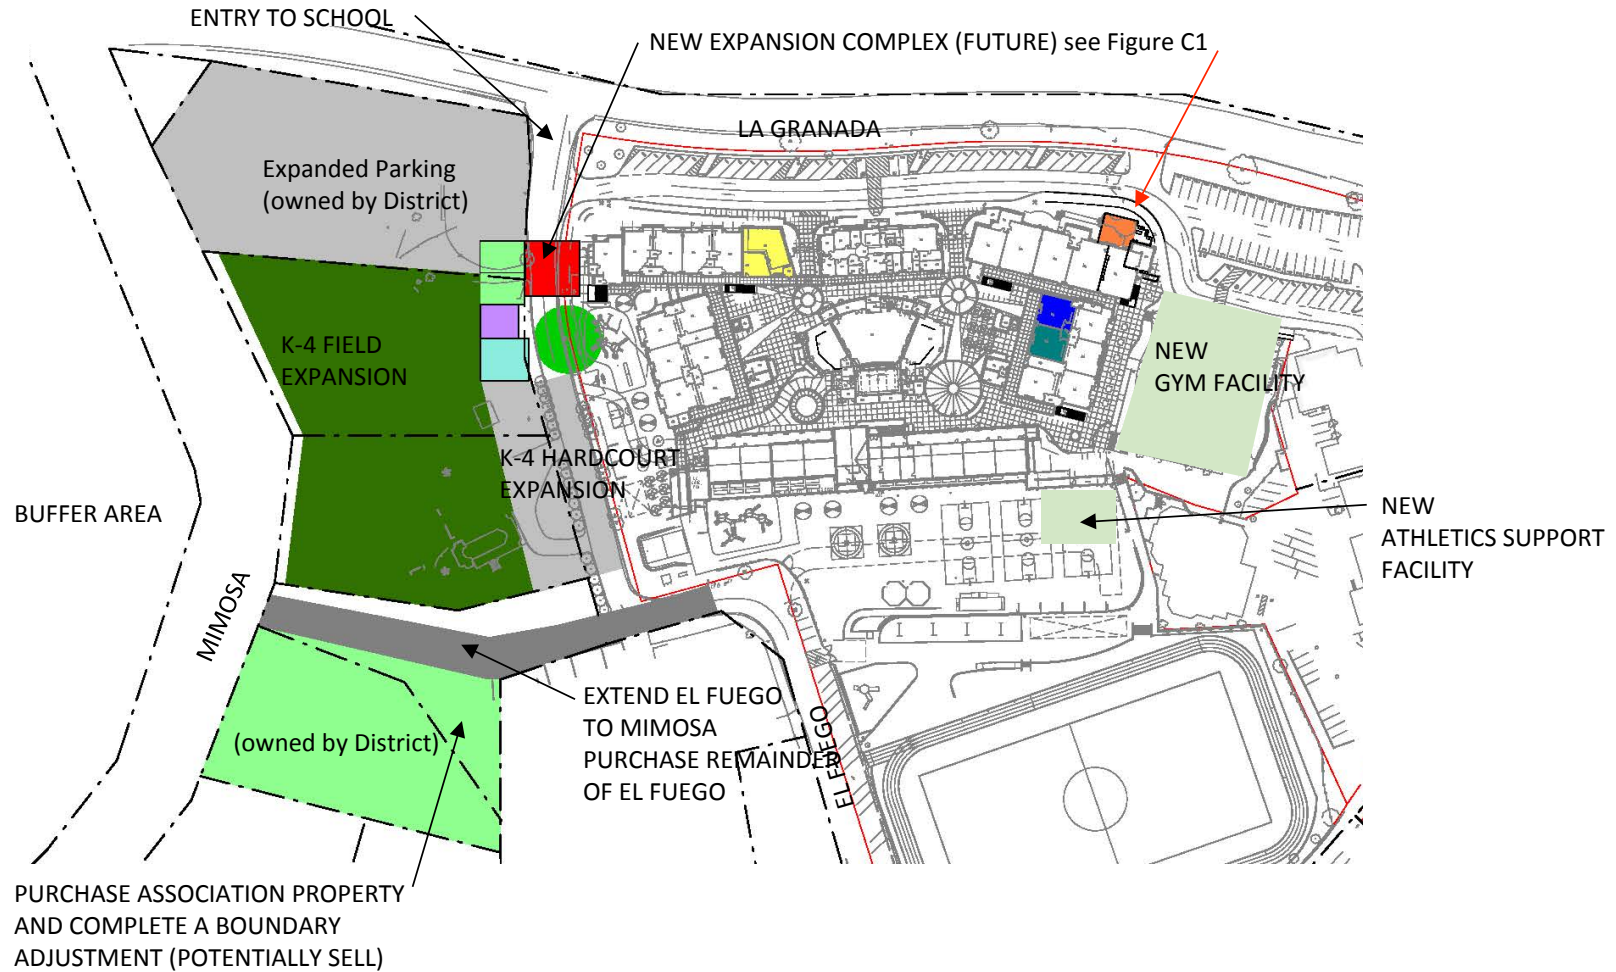 ENTRY TO SCHOOL
NEW EXPANSION COMPLEX (FUTURE) see Figure C1
LA GRANADA
Expanded Parking
(owned by District)
K-4 FIELD
EXPANSION
NEW
GYM FACILITY
K-4 HARDCOURT
EXPANSION
BUFFER AREA
NEW
ATHLETICS SUPPORT
FACILITY
MIMOSA
EXTEND EL FUEGO
TO MIMOSA
PURCHASE REMAINDER
OF EL FUEGO
EL FUEGO
(owned by District)
PURCHASE ASSOCIATION PROPERTY
AND COMPLETE A BOUNDARY
ADJUSTMENT (POTENTIALLY SELL)